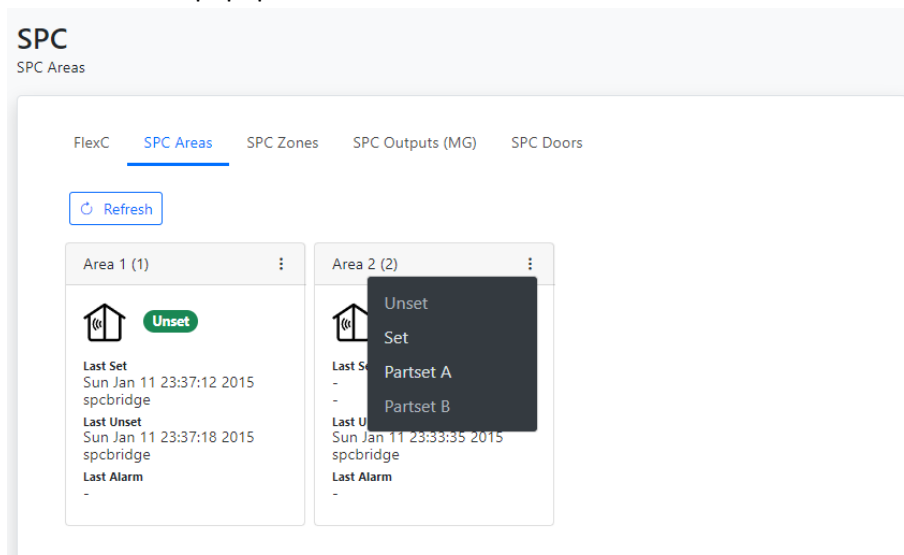 SPC
SPC Areas
FlexC SPC Areas SPC Zones SPC Outputs (MG) SPC Doors
Refresh
Area 1 (1)
Unset
Last Set
Sun Jan 11 23:37:12 2015
spcbridge
Last Unset
Sun Jan 11 23:37:18 2015
spcbridge
Last Alarm
-
Area 2 (2)
Unset
Set
Partset A
Partset B
Last Se
-
-
Last U
Sun Jan 11 23:33:35 2015
spcbridge
Last Alarm
-